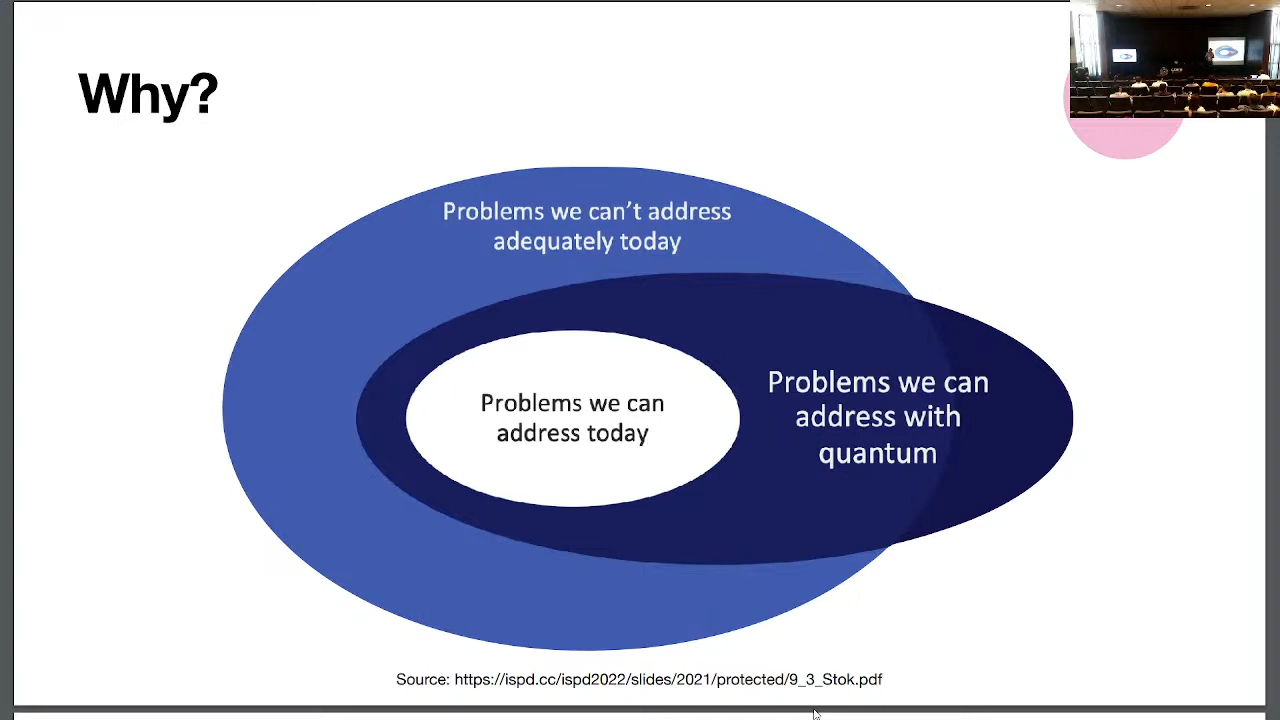 Why?
Problems we can't address
adequately today
Problems we can
address today
Problems we can
address with
quantum
Source: https://ispd.cc/ispd2022/slides/2021/protected/9_3_Stok.pdf